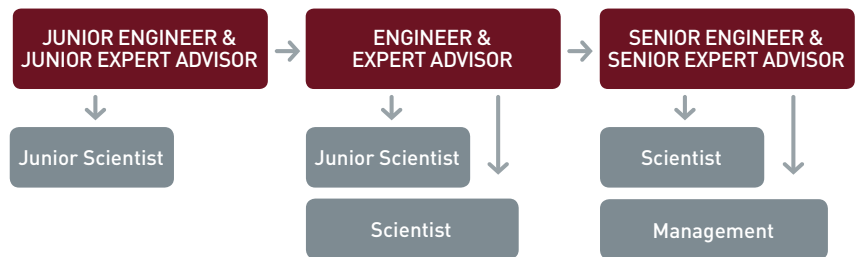 JUNIOR ENGINEER &
JUNIOR EXPERT ADVISOR
ENGINEER &
EXPERT ADVISOR
SENIOR ENGINEER &
SENIOR EXPERT ADVISOR
Junior Scientist
Junior Scientist
Scientist
Scientist
Management